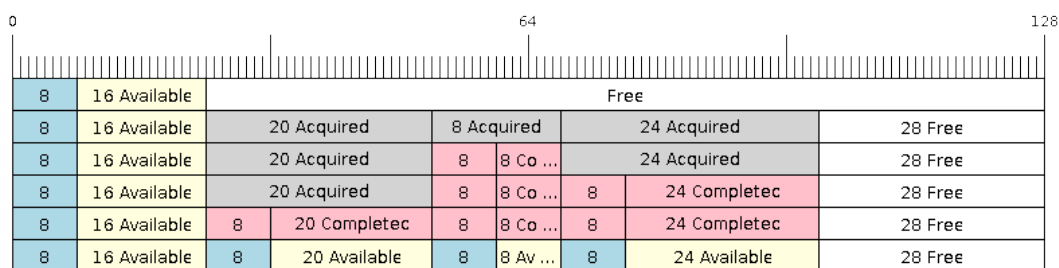 0 64 128
8 16 Available Free
8 16 Available 20 Acquired 8 Acquired 24 Acquired 28 Free
8 16 Available 20 Acquired 8 8 Co ... 24 Acquired 28 Free
8 16 Available 20 Acquired 8 8 Co ... 8 24 Completec 28 Free
8 16 Available 8 20 Completec 8 8 Co ... 8 24 Completec 28 Free
8 16 Available 8 20 Available 8 8 Av ... 8 24 Available 28 Free